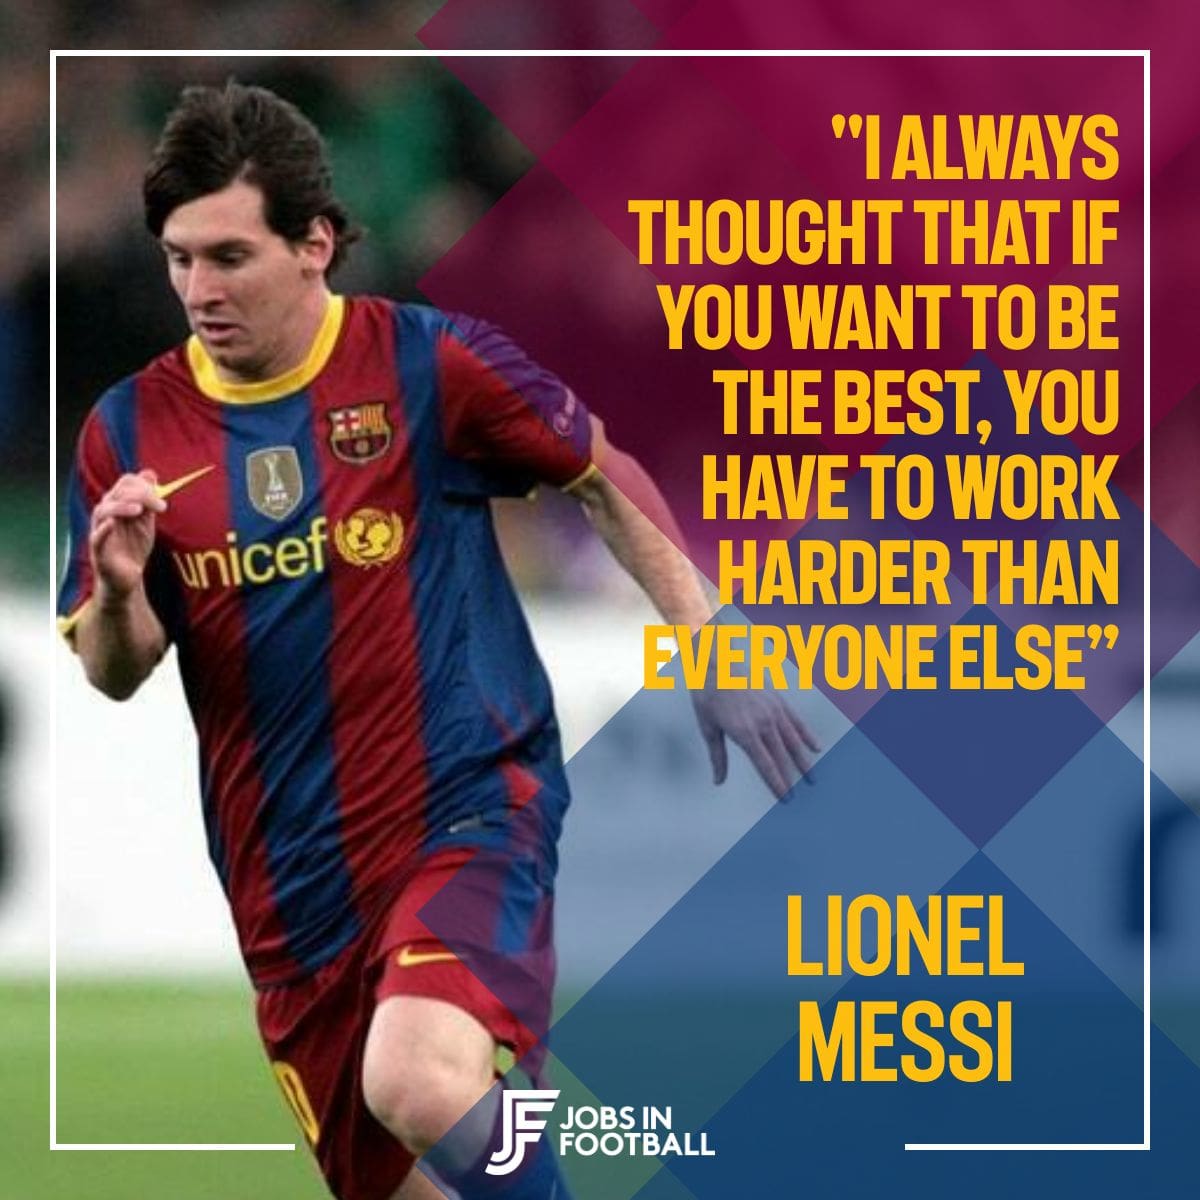 "I ALWAYS
THOUGHT THAT IF
YOU WANT TO BE
THE BEST, YOU
HAVE TO WORK
HARDER THAN
EVERYONE ELSE”
unicef
LIONEL
MESSI
JOBS IN
FOOTBALL